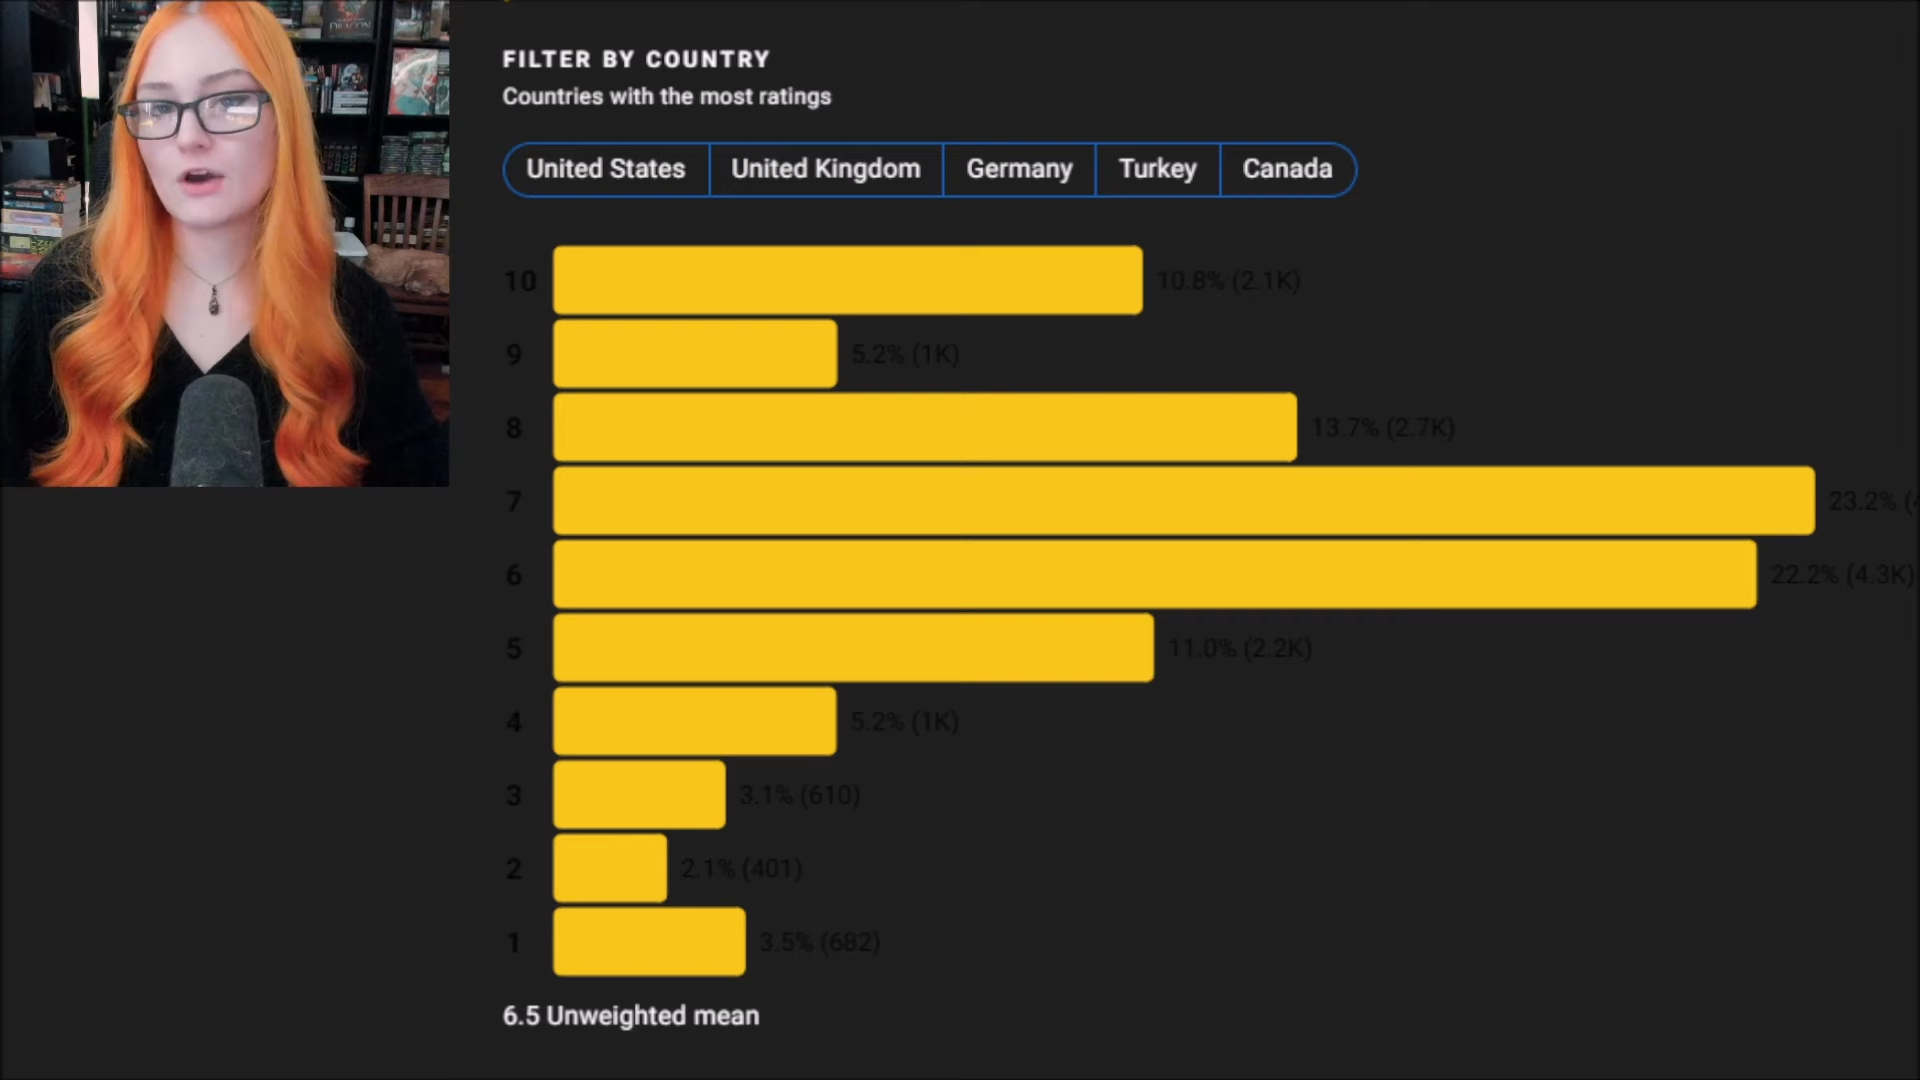 DRAGON
FILTER BY COUNTRY
Countries with the most ratings
United States United Kingdom Germany Turkey Canada
10 10.8% (2.1K)
9 5.2% (1K)
8 13.7% (2.7K)
7 23.2% (
6 22.2% (4.3K)
5 11.0% (2.2K)
4 5.2% (1K)
3 3.1% (610)
2 2.1% (401)
1 3.5% (682)
6.5 Unweighted mean